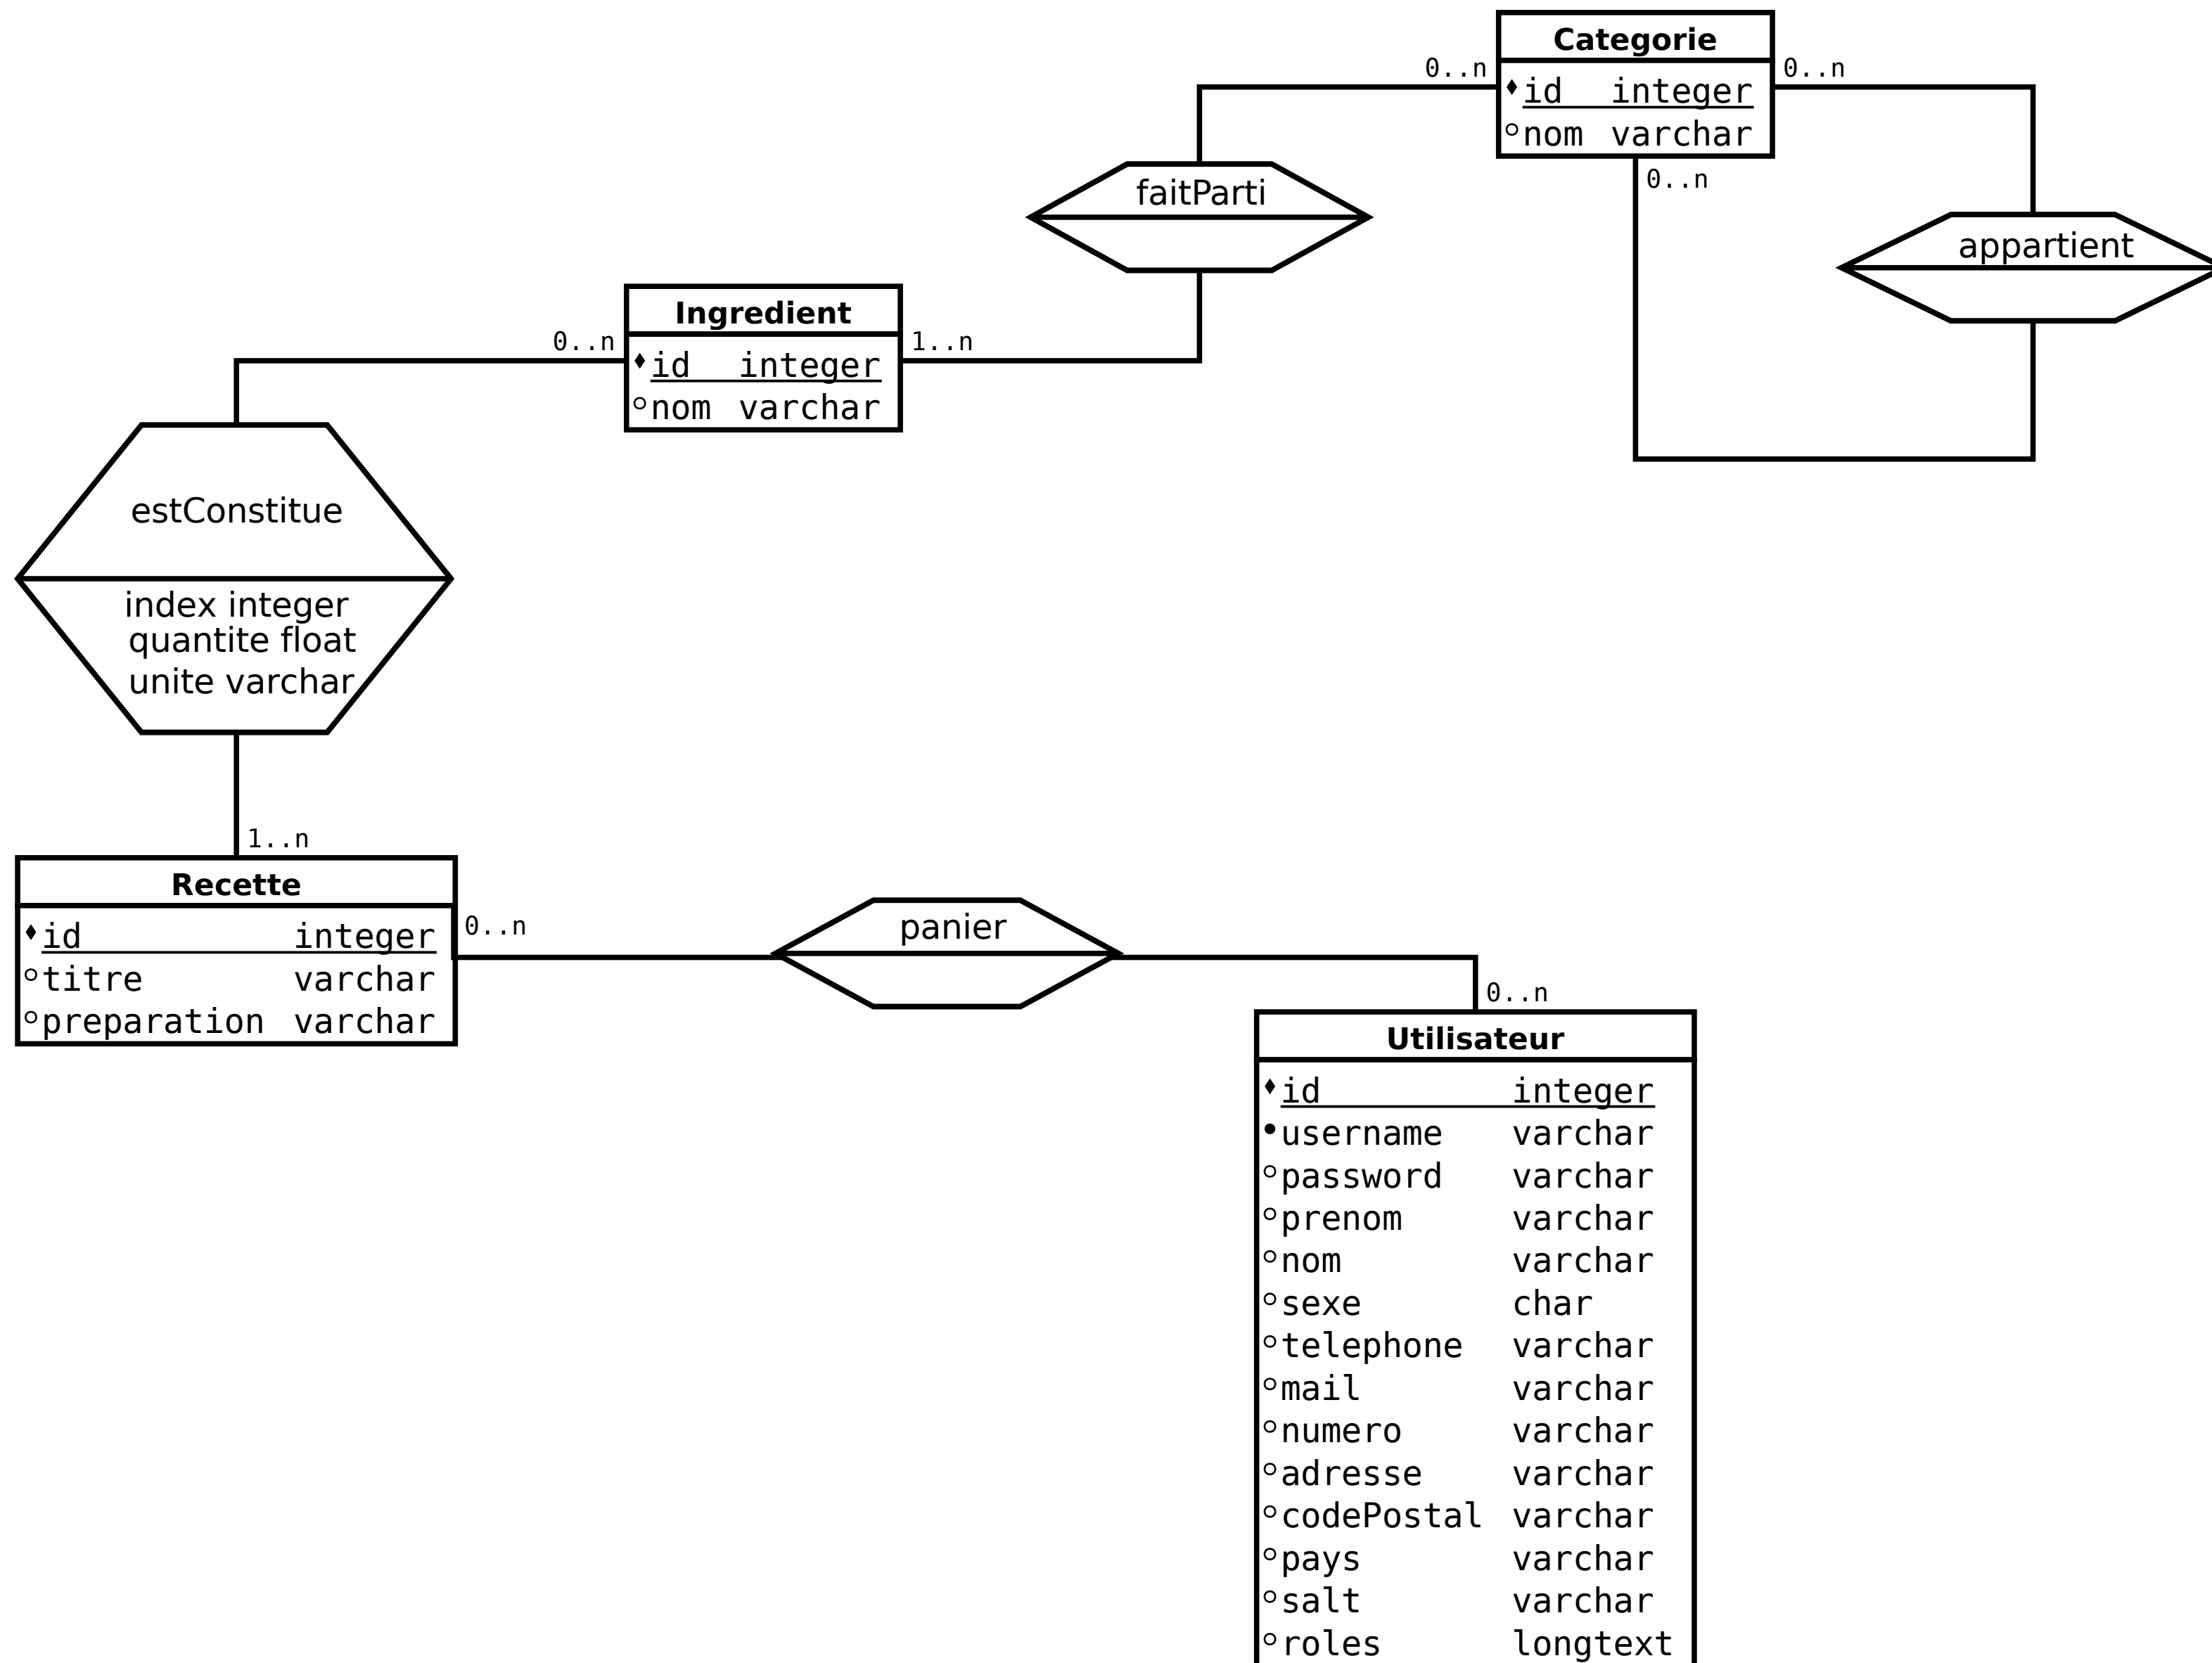 Categorie
0..n
0..n
id integer
nom varchar
0..n
faitParti
appartient
Ingredient
0..n
1..n
id integer
nom varchar
estConstitue
index integer
quantite float
unite varchar
1..n
Recette
0..n
id integer
titre varchar
preparation varchar
panier
0..n
Utilisateur
id integer
username varchar
password varchar
prenom varchar
nom varchar
sexe char
telephone varchar
mail varchar
numero varchar
adresse varchar
codePostal varchar
pays varchar
salt varchar
roles longtext